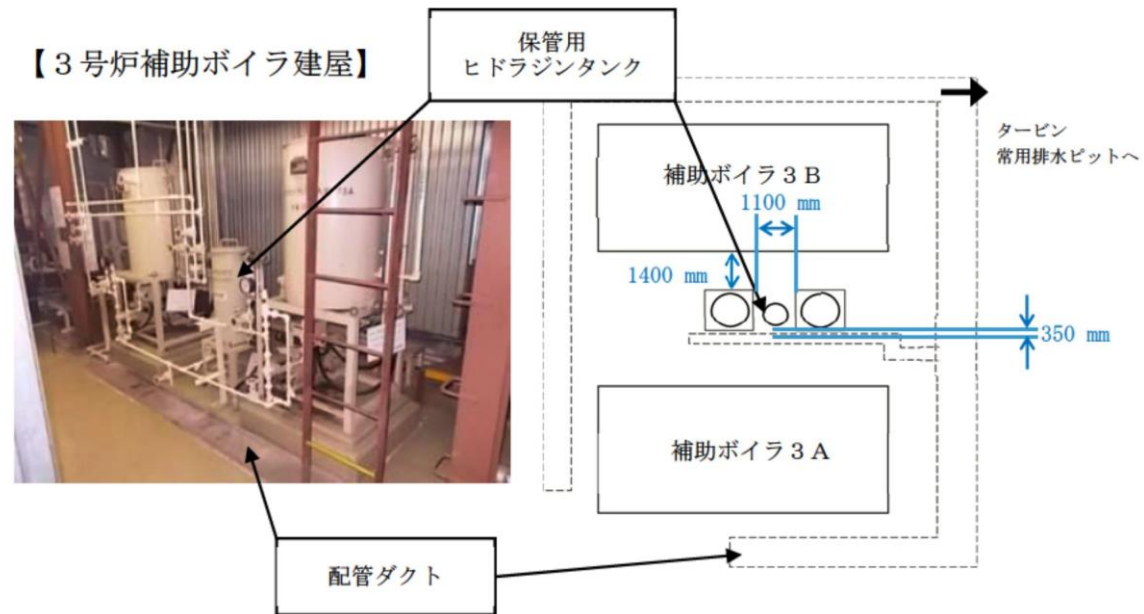 【３号炉補助ボイラ建屋】
保管用
ヒドラジンタンク
タービン
常用排水ピットへ
補助ボイラ３Ｂ
1100 mm
1400 mm
350 mm
補助ボイラ３Ａ
配管ダクト